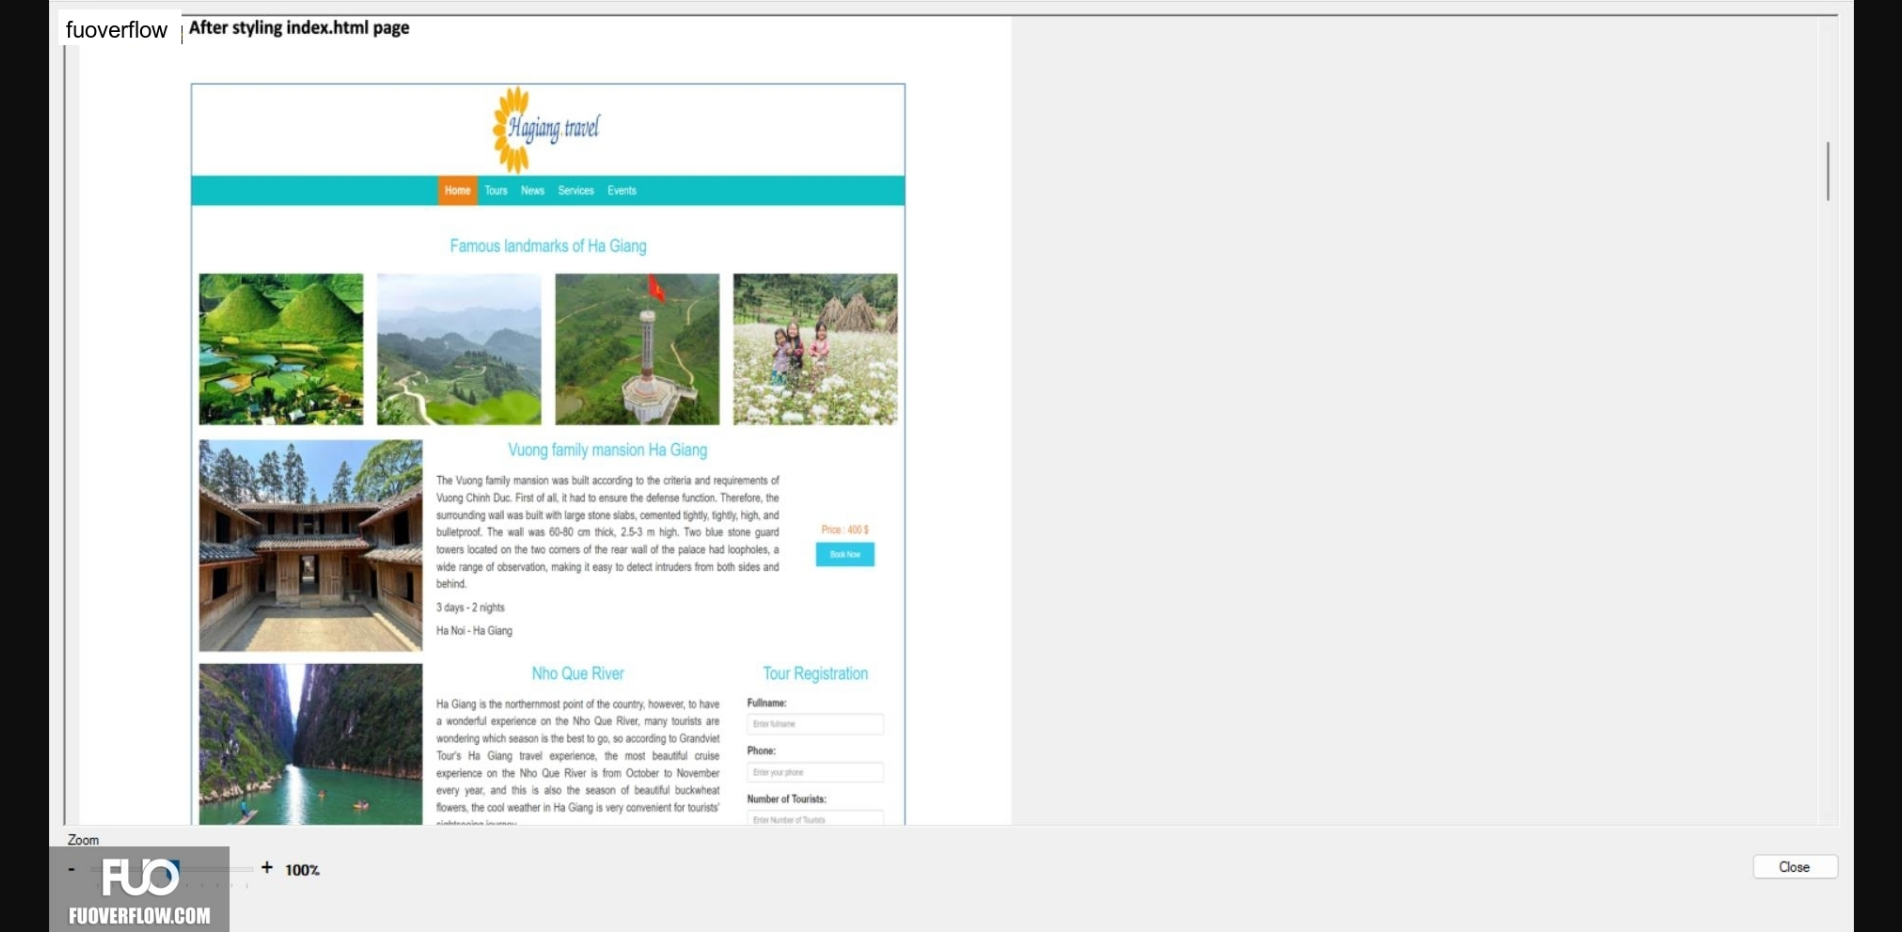 fuoverflow
After styling index.html page
Hagiang.travel
Home Tours News Services Events
Famous landmarks of Ha Giang
Vuong family mansion Ha Giang
The Vuong family mansion was built according to the criteria and requirements of
Vuong Chinh Duc. First of all, it had to ensure the defense function. Therefore, the
surrounding wall was built with large stone slabs, cemented tightly, tightly, high, and
bulletproof. The wall was 60-80 cm thick, 2.5-3 m high. Two blue stone guard
towers located on the two corners of the rear wall of the palace had loopholes, a
wide range of observation, making it easy to detect intruders from both sides and
behind.
3 days - 2 nights
Ha Noi - Ha Giang
Price : 400 $
Book Now
Nho Que River
Ha Giang is the northernmost point of the country, however, to have
a wonderful experience on the Nho Que River, many tourists are
wondering which season is the best to go, so according to Grandviet
Tour's Ha Giang travel experience, the most beautiful cruise
experience on the Nho Que River is from October to November
every year, and this is also the season of beautiful buckwheat
flowers, the cool weather in Ha Giang is very convenient for tourists'
sightseeing journey.
Tour Registration
Fullname:
Enter fullname
Phone:
Enter your phone
Number of Tourists:
Enter Number of Tourists
Zoom
- + 100%
Close
FUO
FUOVERFLOW.COM